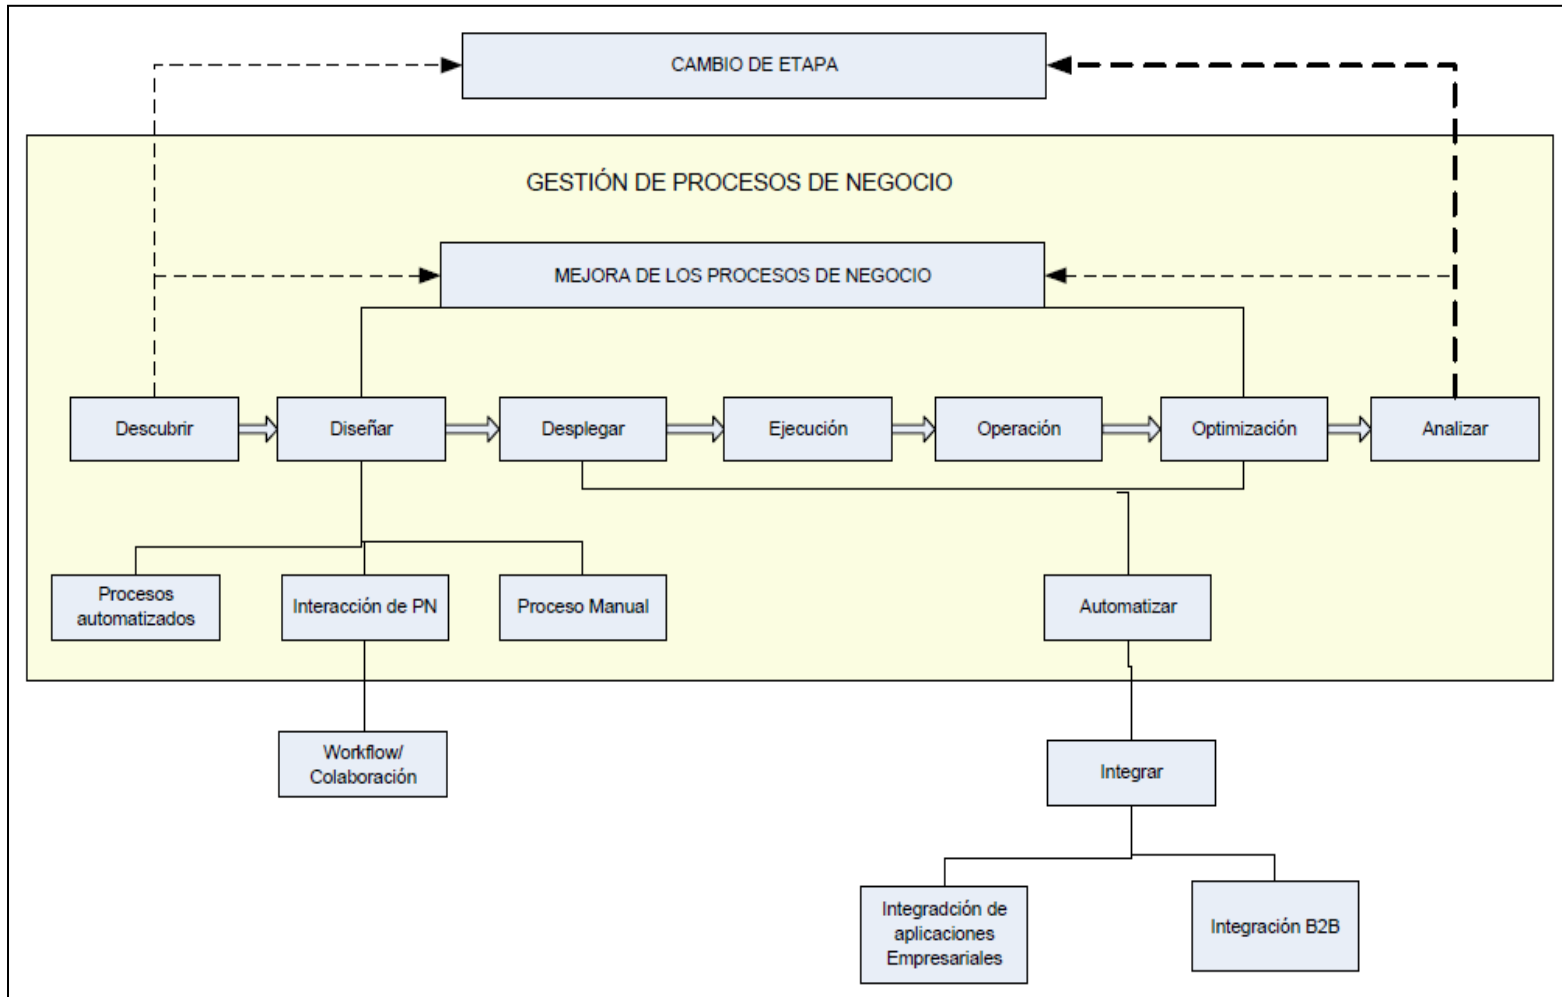 CAMBIO DE ETAPA
GESTIÓN DE PROCESOS DE NEGOCIO
MEJORA DE LOS PROCESOS DE NEGOCIO
Descubrir
Diseñar
Desplegar
Ejecución
Operación
Optimización
Analizar
Procesos
automatizados
Interacción de PN
Proceso Manual
Automatizar
Workflow/
Colaboración
Integrar
Integradción de
aplicaciones
Empresariales
Integración B2B